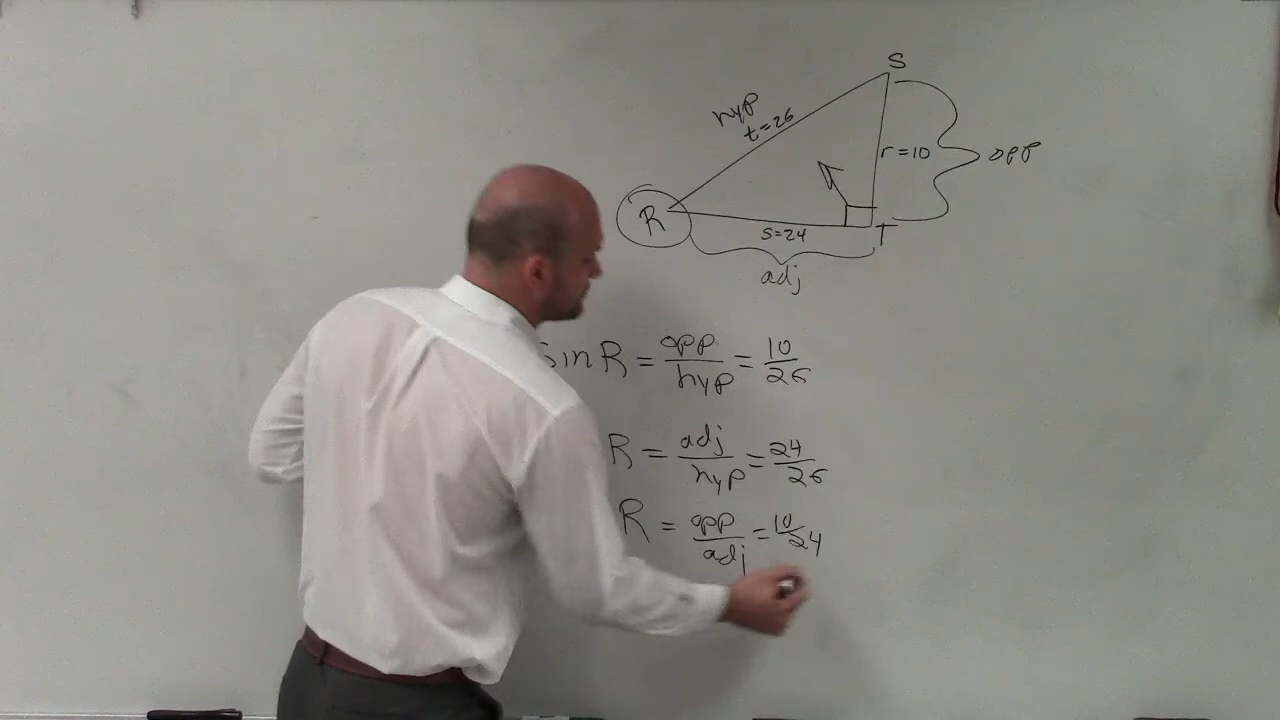 S
hyp
t=26
r=10
opp
R
s=24
T
adj
sin R = opp/hyp = 10/26
R = adj/hyp = 24/26
R = opp/adj = 10/24